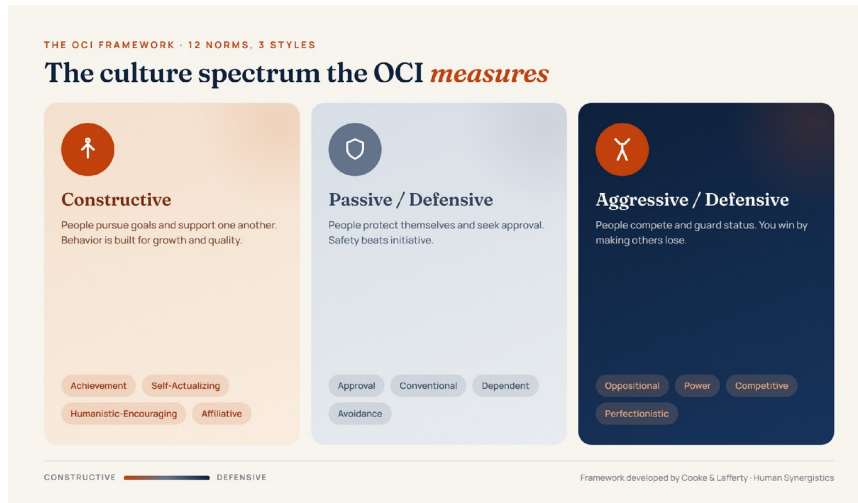 THE OCI FRAMEWORK · 12 NORMS, 3 STYLES
The culture spectrum the OCI measures
Constructive
People pursue goals and support one another.
Behavior is built for growth and quality.
Achievement
Self-Actualizing
Humanistic-Encouraging
Affiliative
Passive / Defensive
People protect themselves and seek approval.
Safety beats initiative.
Approval
Conventional
Dependent
Avoidance
Aggressive / Defensive
People compete and guard status. You win by
making others lose.
Oppositional
Power
Competitive
Perfectionistic
CONSTRUCTIVE
DEFENSIVE
Framework developed by Cooke & Lafferty · Human Synergistics